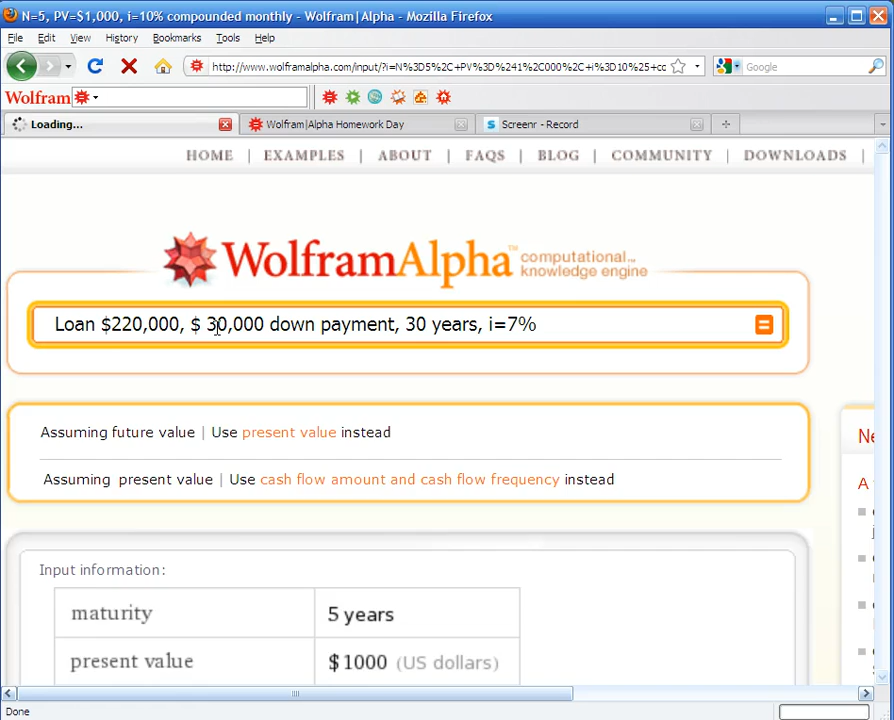 N=5, PV=$1,000, i=10% compounded monthly - Wolfram|Alpha - Mozilla Firefox
File Edit View History Bookmarks Tools Help
http://www.wolframalpha.com/input/?i=N%3D5%2C+PV%3D%241%2C000%2C+i%3D10%25+cc
Google
Wolfram
Loading...
Wolfram|Alpha Homework Day
Screenr - Record
HOME | EXAMPLES | ABOUT | FAQS | BLOG | COMMUNITY | DOWNLOADS
WolframAlpha™ computational... knowledge engine
Loan $220,000, $ 30,000 down payment, 30 years, i=7%
Assuming future value | Use present value instead
Ne
Assuming present value | Use cash flow amount and cash flow frequency instead
A
Input information:
maturity 5 years
present value $1000 (US dollars)
Done